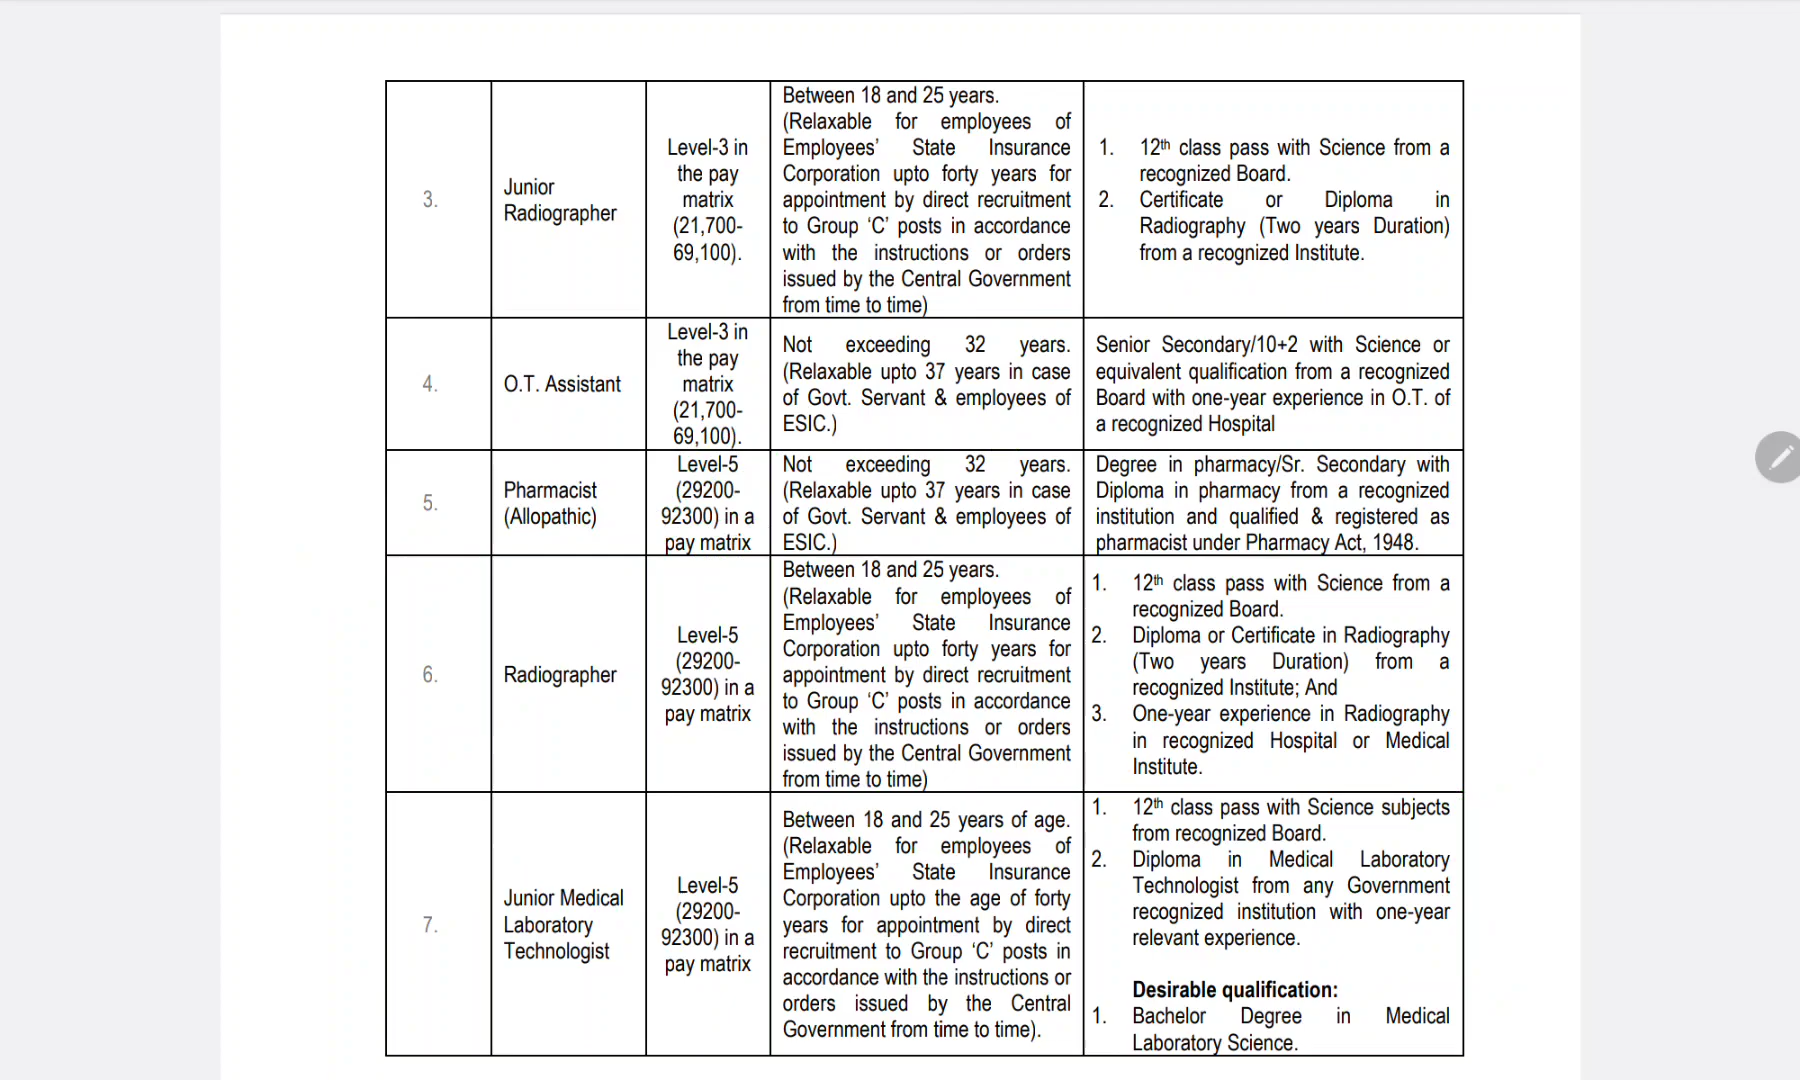 3.
Junior
Radiographer
Level-3 in
the pay
matrix
(21,700-
69,100).
Between 18 and 25 years.
(Relaxable for employees of
Employees’ State Insurance
Corporation upto forty years for
appointment by direct recruitment
to Group ‘C’ posts in accordance
with the instructions or orders
issued by the Central Government
from time to time)
1. 12th class pass with Science from a
recognized Board.
2. Certificate or Diploma in
Radiography (Two years Duration)
from a recognized Institute.
4.
O.T. Assistant
Level-3 in
the pay
matrix
(21,700-
69,100).
Not exceeding 32 years.
(Relaxable upto 37 years in case
of Govt. Servant & employees of
ESIC.)
Senior Secondary/10+2 with Science or
equivalent qualification from a recognized
Board with one-year experience in O.T. of
a recognized Hospital
5.
Pharmacist
(Allopathic)
Level-5
(29200-
92300) in a
pay matrix
Not exceeding 32 years.
(Relaxable upto 37 years in case
of Govt. Servant & employees of
ESIC.)
Degree in pharmacy/Sr. Secondary with
Diploma in pharmacy from a recognized
institution and qualified & registered as
pharmacist under Pharmacy Act, 1948.
6.
Radiographer
Level-5
(29200-
92300) in a
pay matrix
Between 18 and 25 years.
(Relaxable for employees of
Employees’ State Insurance
Corporation upto forty years for
appointment by direct recruitment
to Group ‘C’ posts in accordance
with the instructions or orders
issued by the Central Government
from time to time)
1. 12th class pass with Science from a
recognized Board.
2. Diploma or Certificate in Radiography
(Two years Duration) from a
recognized Institute; And
3. One-year experience in Radiography
in recognized Hospital or Medical
Institute.
7.
Junior Medical
Laboratory
Technologist
Level-5
(29200-
92300) in a
pay matrix
Between 18 and 25 years of age.
(Relaxable for employees of
Employees’ State Insurance
Corporation upto the age of forty
years for appointment by direct
recruitment to Group ‘C’ posts in
accordance with the instructions or
orders issued by the Central
Government from time to time).
1. 12th class pass with Science subjects
from recognized Board.
2. Diploma in Medical Laboratory
Technologist from any Government
recognized institution with one-year
relevant experience.
Desirable qualification:
1. Bachelor Degree in Medical
Laboratory Science.